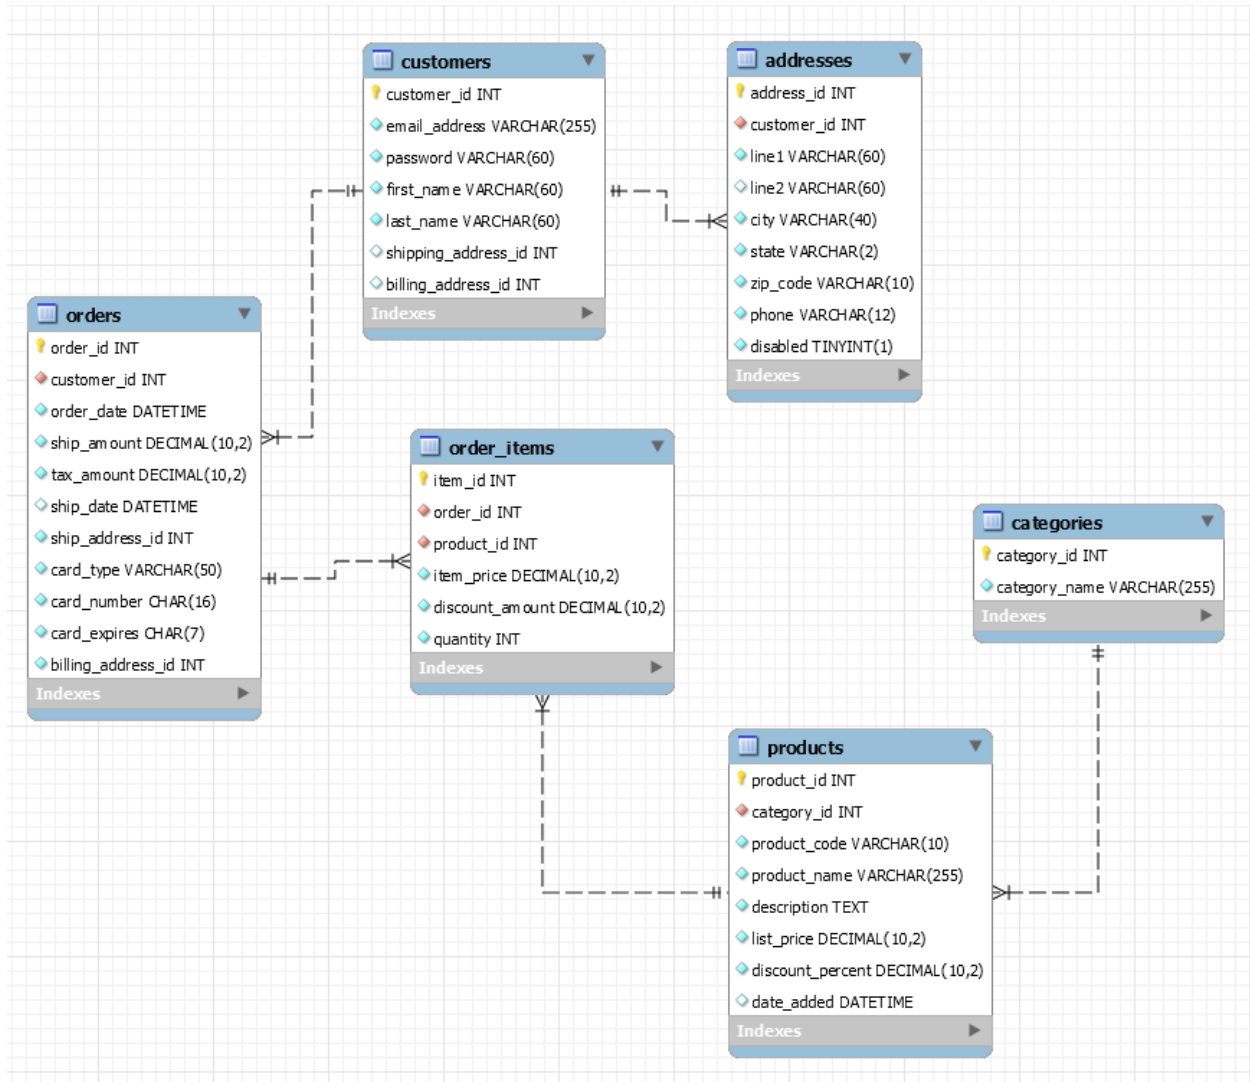 customers
customer_id INT
email_address VARCHAR(255)
password VARCHAR(60)
first_name VARCHAR(60)
last_name VARCHAR(60)
shipping_address_id INT
billing_address_id INT
Indexes
addresses
address_id INT
customer_id INT
line1 VARCHAR(60)
line2 VARCHAR(60)
city VARCHAR(40)
state VARCHAR(2)
zip_code VARCHAR(10)
phone VARCHAR(12)
disabled TINYINT(1)
Indexes
orders
order_id INT
customer_id INT
order_date DATETIME
ship_amount DECIMAL(10,2)
tax_amount DECIMAL(10,2)
ship_date DATETIME
ship_address_id INT
card_type VARCHAR(50)
card_number CHAR(16)
card_expires CHAR(7)
billing_address_id INT
Indexes
order_items
item_id INT
order_id INT
product_id INT
item_price DECIMAL(10,2)
discount_amount DECIMAL(10,2)
quantity INT
Indexes
categories
category_id INT
category_name VARCHAR(255)
Indexes
products
product_id INT
category_id INT
product_code VARCHAR(10)
product_name VARCHAR(255)
description TEXT
list_price DECIMAL(10,2)
discount_percent DECIMAL(10,2)
date_added DATETIME
Indexes